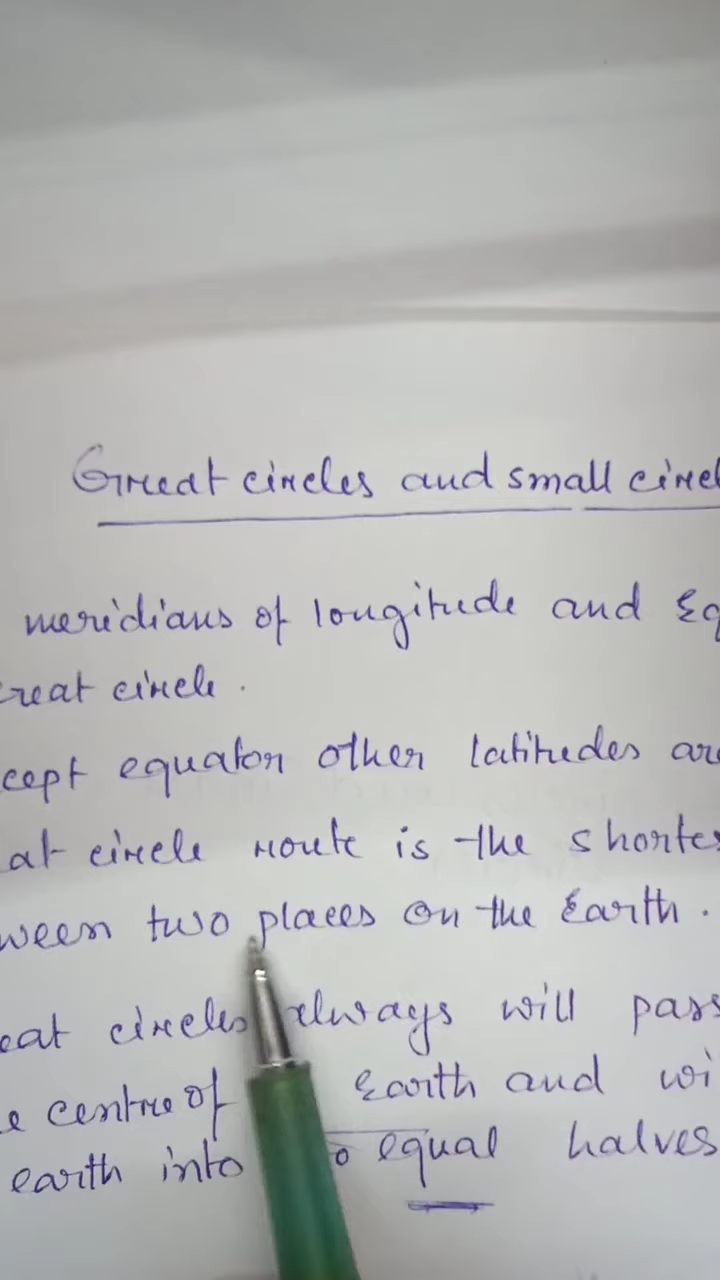 Great circles and small circl
meridians of longitude and Eq
reat circle.
cept equator other latitudes are
at circle route is the shortes
ween two places on the Earth.
eat circles always will pass
e centre of Earth and wi
earth into o equal halves